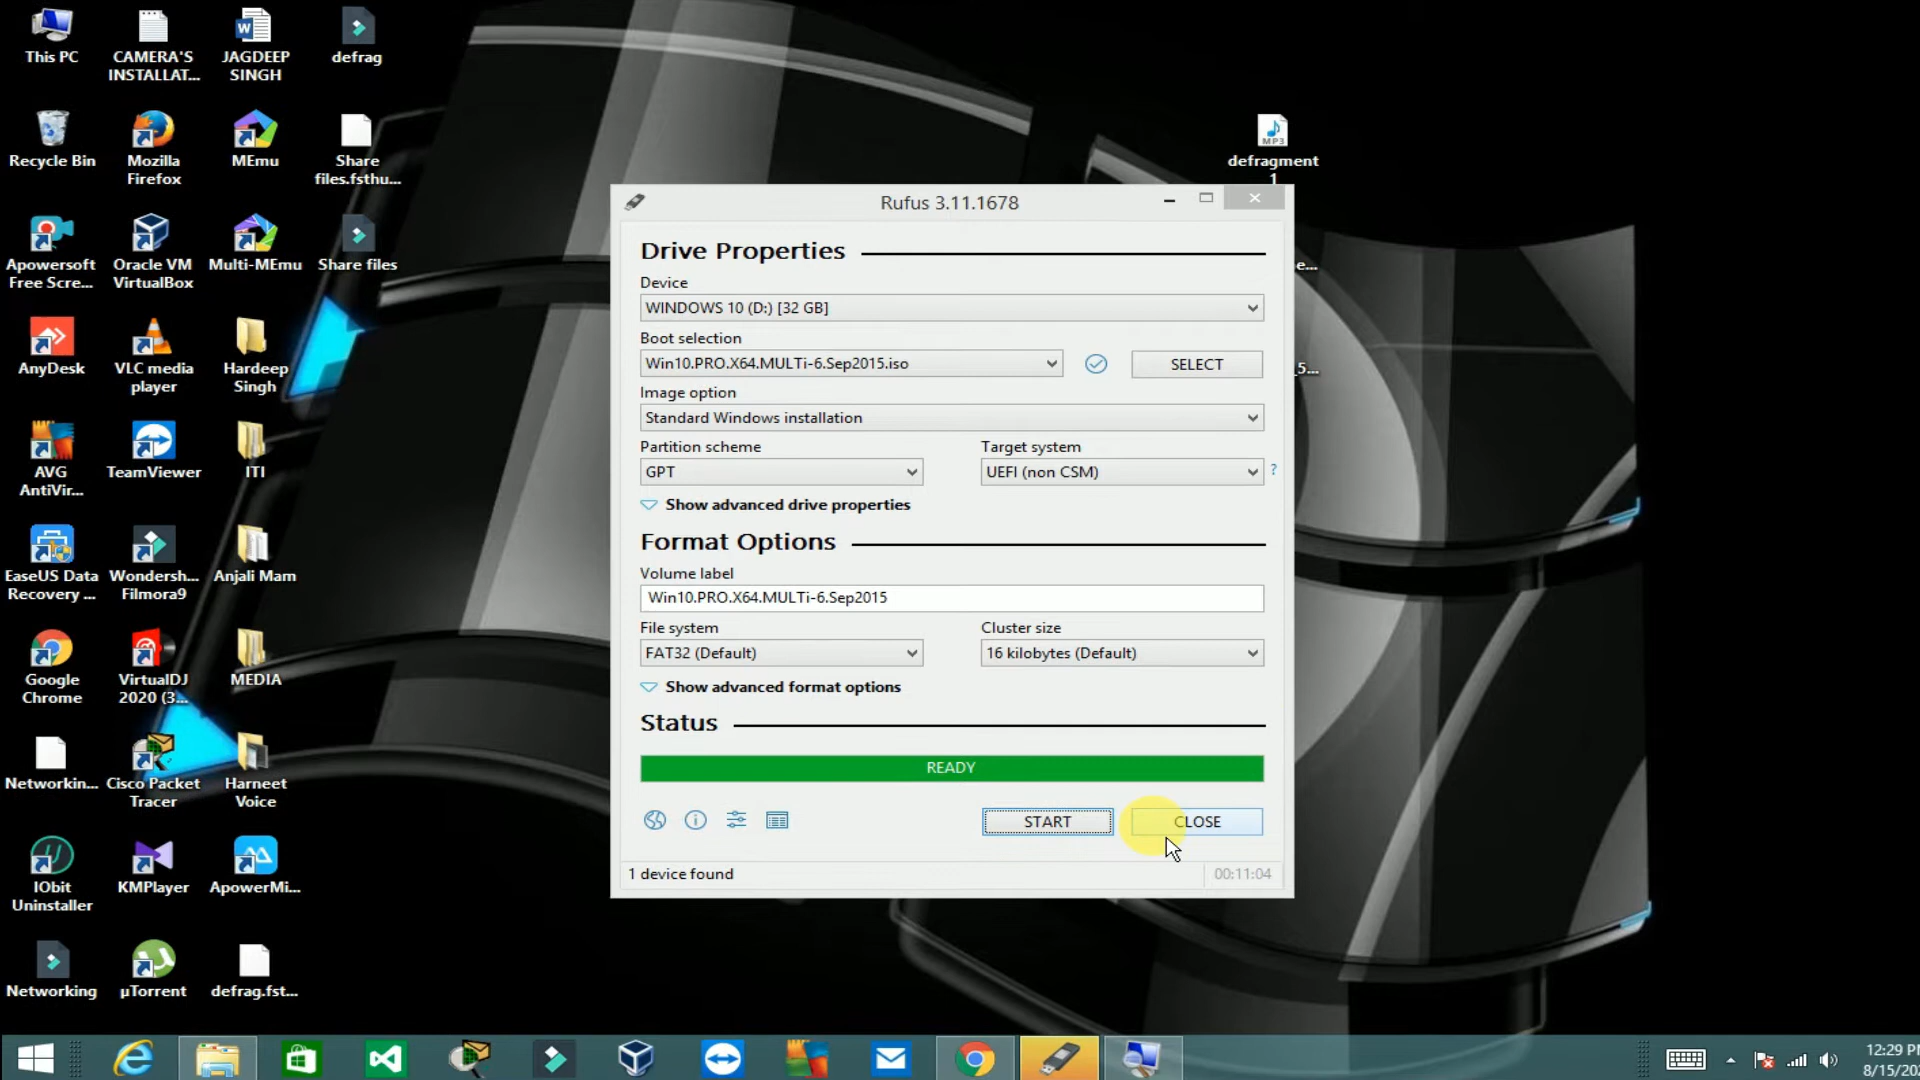 This PC
CAMERA'S
INSTALLAT...
JAGDEEP
SINGH
defrag
Recycle Bin
Mozilla
Firefox
MEmu
Share
files.fsthu...
Apowersoft
Free Scre...
Oracle VM
VirtualBox
Multi-MEmu
Share files
AnyDesk
VLC media
player
Hardeep
Singh
AVG
AntiVir...
TeamViewer
ITI
EaseUS Data
Recovery ...
Wondersh...
Filmora9
Anjali Mam
Google
Chrome
VirtualDJ
2020 (3...
MEDIA
Networkin...
Cisco Packet
Tracer
Harneet
Voice
IObit
Uninstaller
KMPlayer
ApowerMi...
Networking
µTorrent
defrag.fst...
MP3
defragment
1
e...
_5...
Rufus 3.11.1678
Drive Properties
Device
WINDOWS 10 (D:) [32 GB]
Boot selection
Win10.PRO.X64.MULTi-6.Sep2015.iso
SELECT
Image option
Standard Windows installation
Partition scheme
Target system
GPT
UEFI (non CSM)
?
Show advanced drive properties
Format Options
Volume label
Win10.PRO.X64.MULTi-6.Sep2015
File system
Cluster size
FAT32 (Default)
16 kilobytes (Default)
Show advanced format options
Status
READY
START
CLOSE
1 device found
00:11:04
12:29 PM
8/15/202